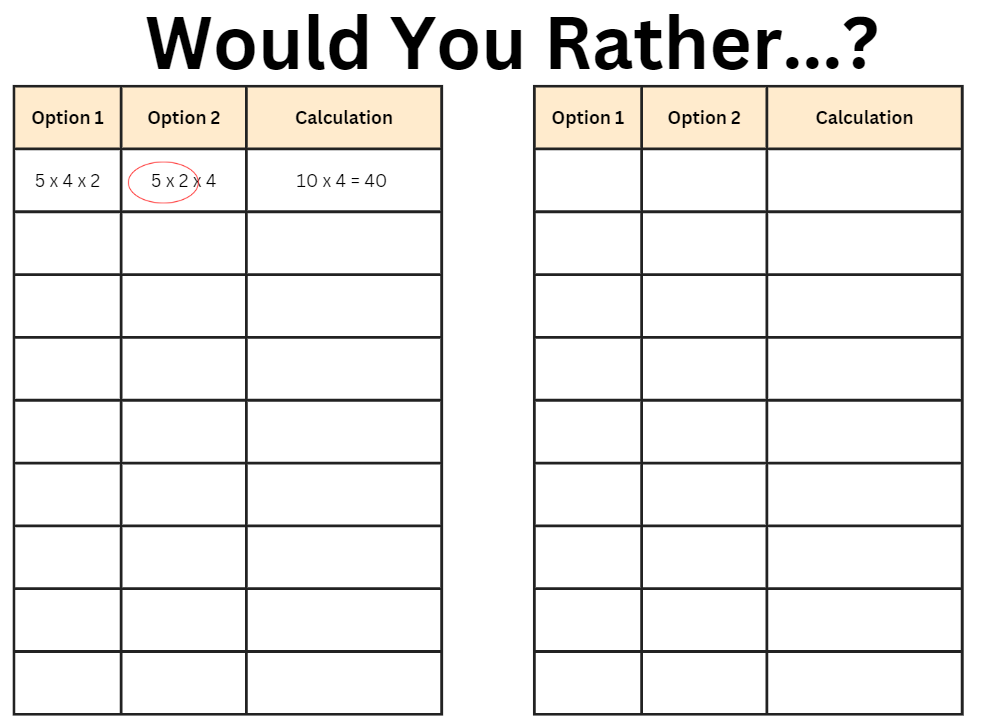 Would You Rather...?
Option 1 Option 2 Calculation
5 x 4 x 2 5 x 2 x 4 10 x 4 = 40
Option 1 Option 2 Calculation